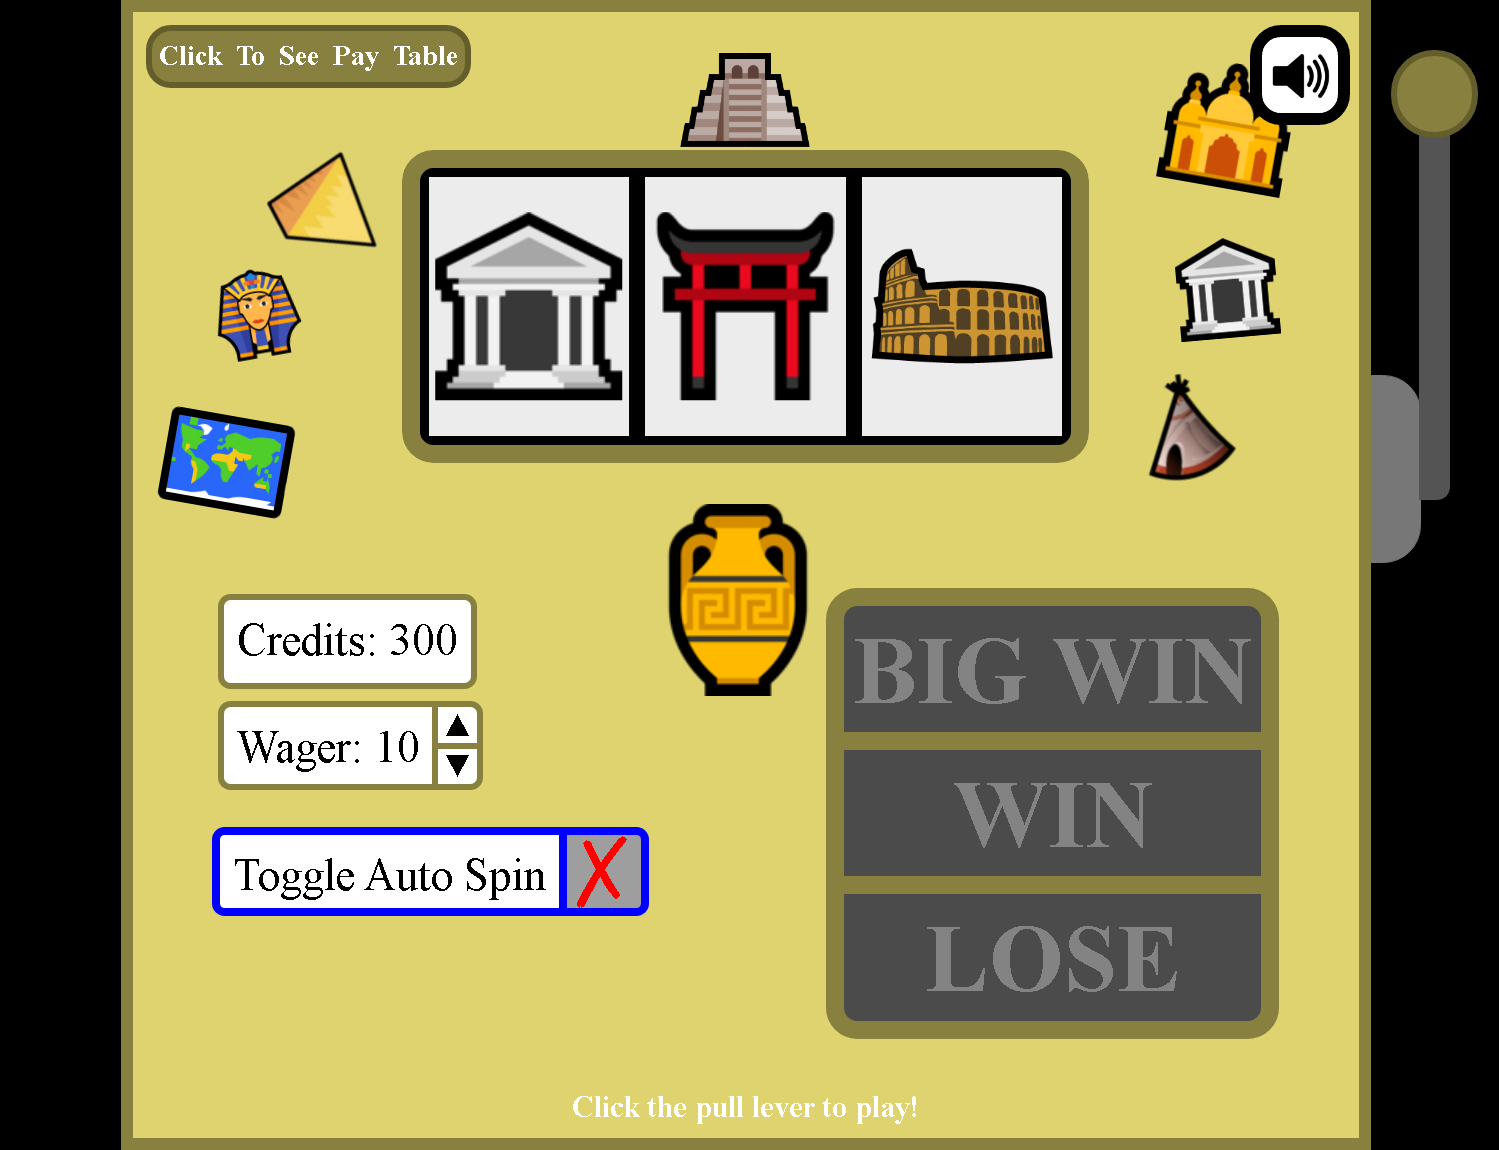 Click To See Pay Table
Credits: 300
Wager: 10
Toggle Auto Spin
BIG WIN
WIN
LOSE
Click the pull lever to play!